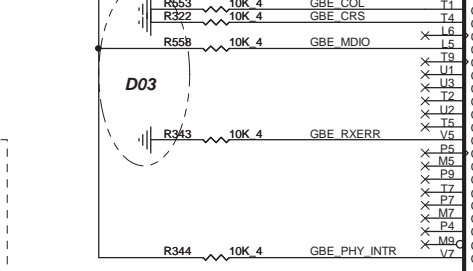 R553 10K_4 GBE_COL T1
R322 10K_4 GBE_CRS T4
L6
R558 10K_4 GBE_MDIO L5
T9
U1
D03
U3
T2
U2
T5
R343 10K_4 GBE_RXERR V5
P5
M5
P9
T7
P7
M7
P4
M9
R344 10K_4 GBE_PHY_INTR V7